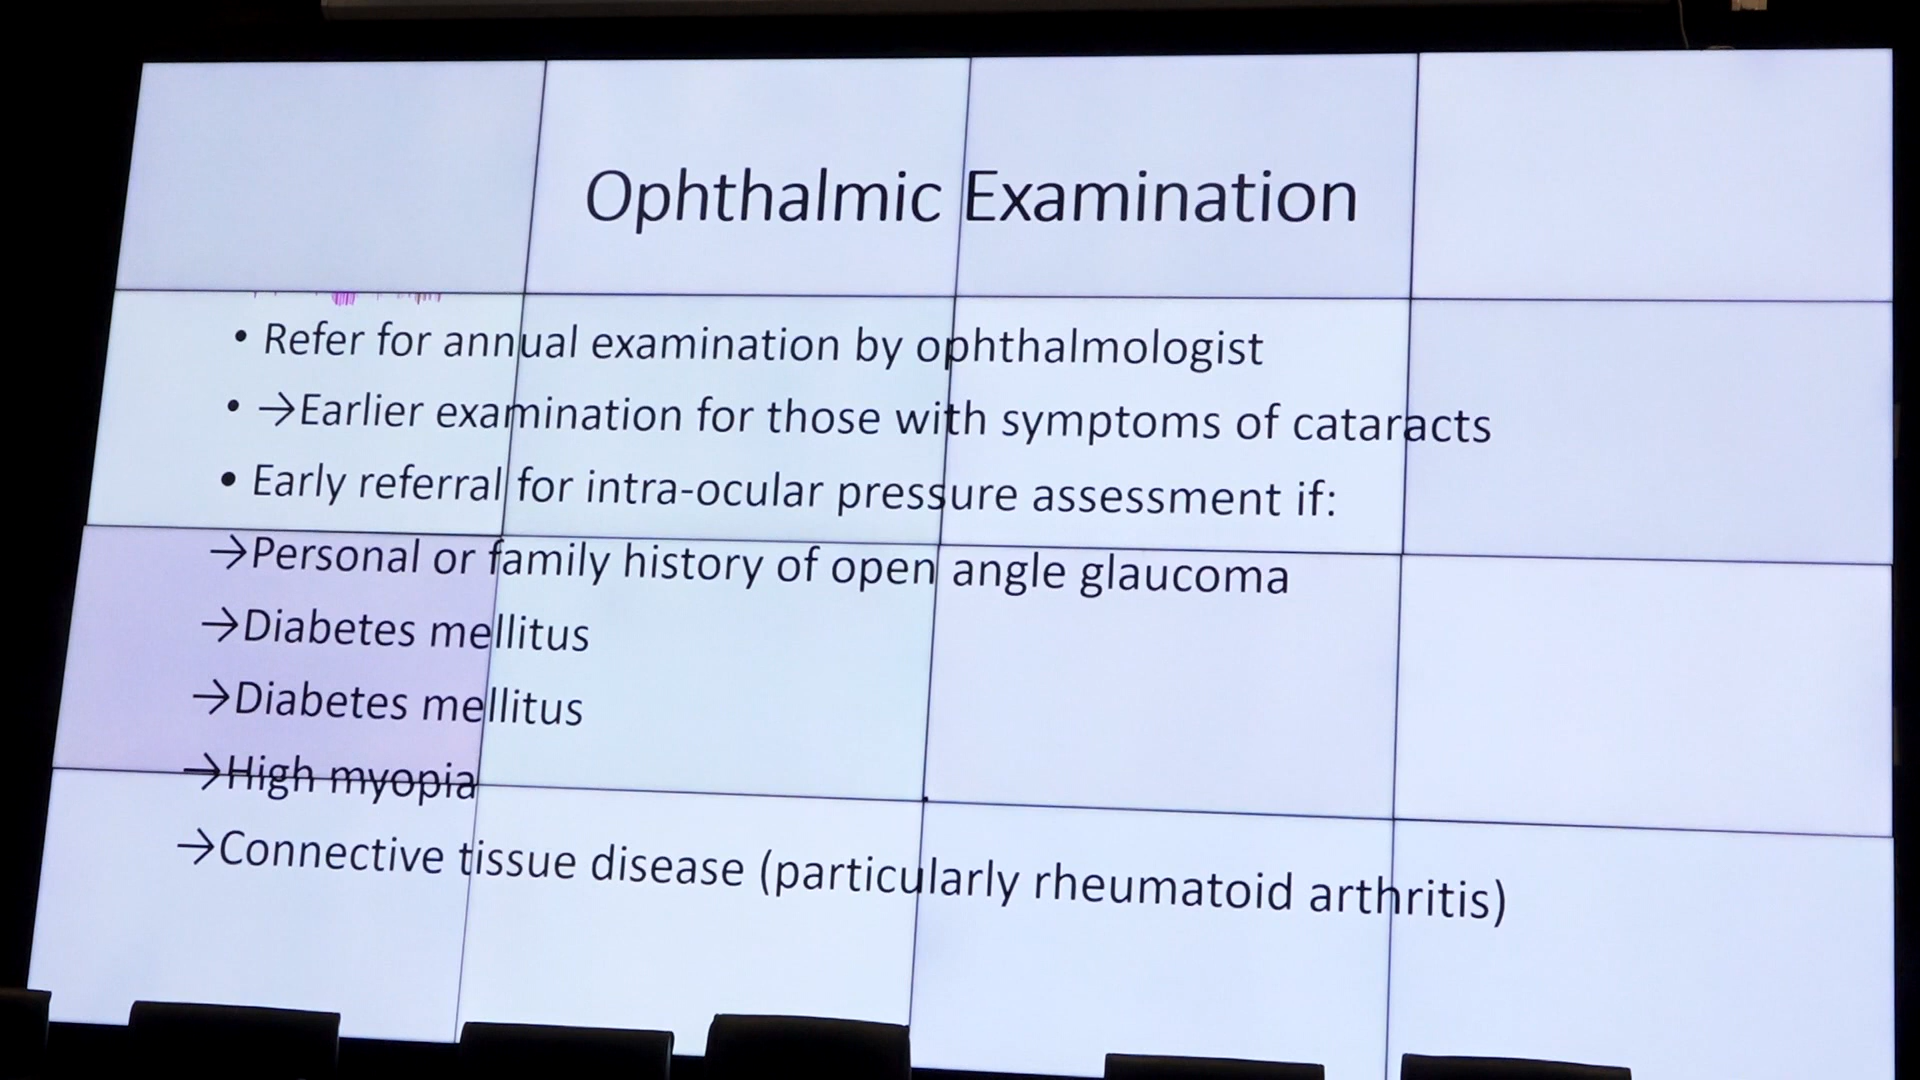 Ophthalmic Examination
• Refer for annual examination by ophthalmologist
• →Earlier examination for those with symptoms of cataracts
• Early referral for intra-ocular pressure assessment if:
→Personal or family history of open angle glaucoma
→Diabetes mellitus
→Diabetes mellitus
→High myopia
→Connective tissue disease (particularly rheumatoid arthritis)